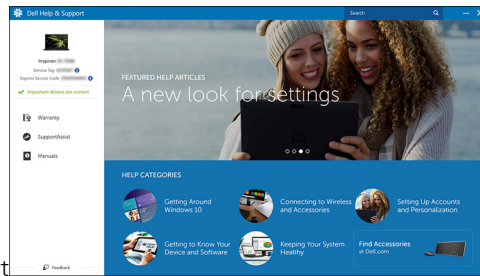 Dell Help & Support
Search
Inspiron
Service Tag
Express Service Code
Important drivers are current
Warranty
SupportAssist
Manuals
Feedback
t
FEATURED HELP ARTICLES
A new look for settings
HELP CATEGORIES
Getting Around
Windows 10
Connecting to Wireless
and Accessories
Setting Up Accounts
and Personalization
Getting to Know Your
Device and Software
Keeping Your System
Healthy
Find Accessories
at Dell.com